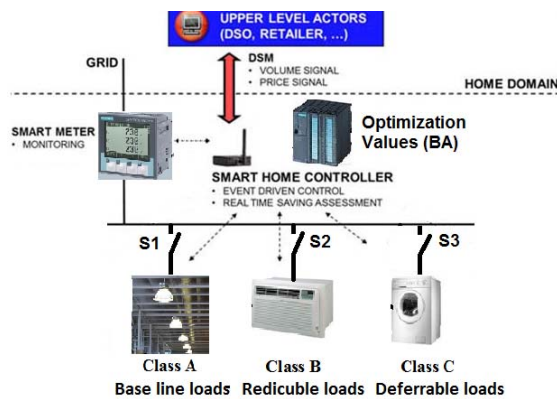 UPPER LEVEL ACTORS
(DSO, RETAILER, ...)
GRID
DSM
• VOLUME SIGNAL
• PRICE SIGNAL
HOME DOMAIN
SMART METER
• MONITORING
Optimization
Values (BA)
SMART HOME CONTROLLER
• EVENT DRIVEN CONTROL
• REAL TIME SAVING ASSESSMENT
S1
S2
S3
Class A
Class B
Class C
Base line loads
Redicuble loads
Deferrable loads